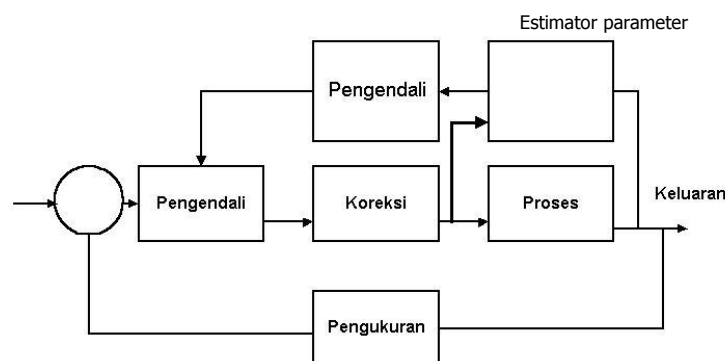 Estimator parameter
Pengendali
Pengendali
Koreksi
Proses
Keluaran
Pengukuran